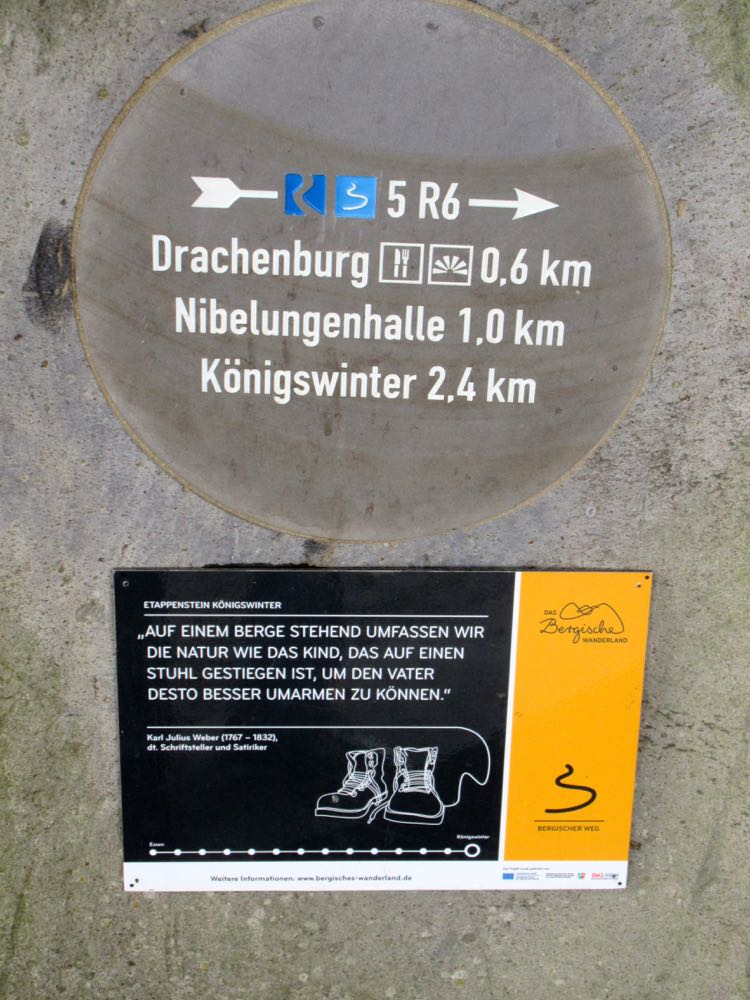 5 R6
Drachenburg 0,6 km
Nibelungenhalle 1,0 km
Königswinter 2,4 km
ETAPPENSTEIN KÖNIGSWINTER
„AUF EINEM BERGE STEHEND UMFASSEN WIR
DIE NATUR WIE DAS KIND, DAS AUF EINEN
STUHL GESTIEGEN IST, UM DEN VATER
DESTO BESSER UMARMEN ZU KÖNNEN.“
Karl Julius Weber (1767 – 1832),
dt. Schriftsteller und Satiriker
Essen
Königswinter
Weitere Informationen: www.bergisches-wanderland.de
DAS
Bergische
WANDERLAND
BERGISCHER WEG